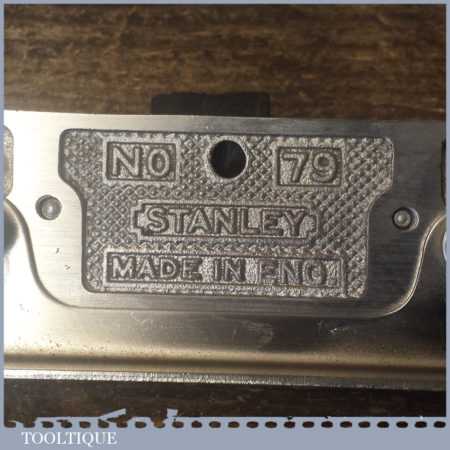 NO 79
STANLEY
MADE IN ENG
TOOLTIQUE